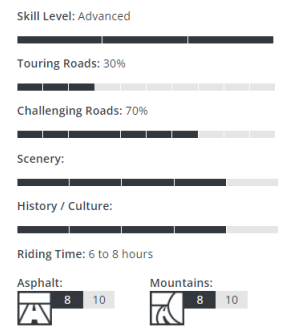 Skill Level: Advanced
Touring Roads: 30%
Challenging Roads: 70%
Scenery:
History / Culture:
Riding Time: 6 to 8 hours
Asphalt: Mountains:
8 10 8 10